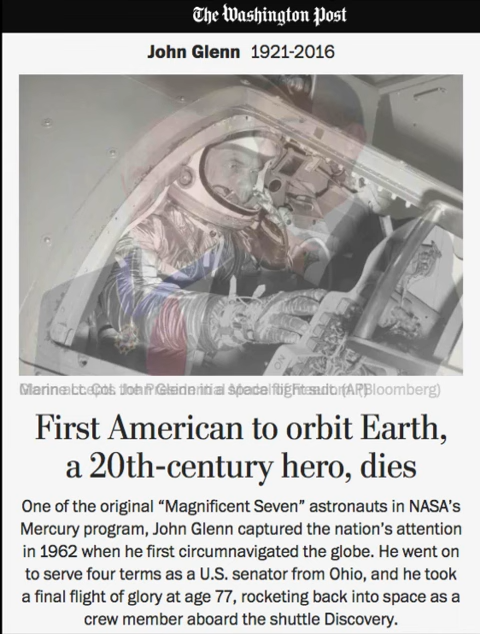 The Washington Post
John Glenn 1921-2016
Bloomberg)
First American to orbit Earth,
a 20th-century hero, dies
One of the original “Magnificent Seven” astronauts in NASA’s
Mercury program, John Glenn captured the nation’s attention
in 1962 when he first circumnavigated the globe. He went on
to serve four terms as a U.S. senator from Ohio, and he took
a final flight of glory at age 77, rocketing back into space as a
crew member aboard the shuttle Discovery.